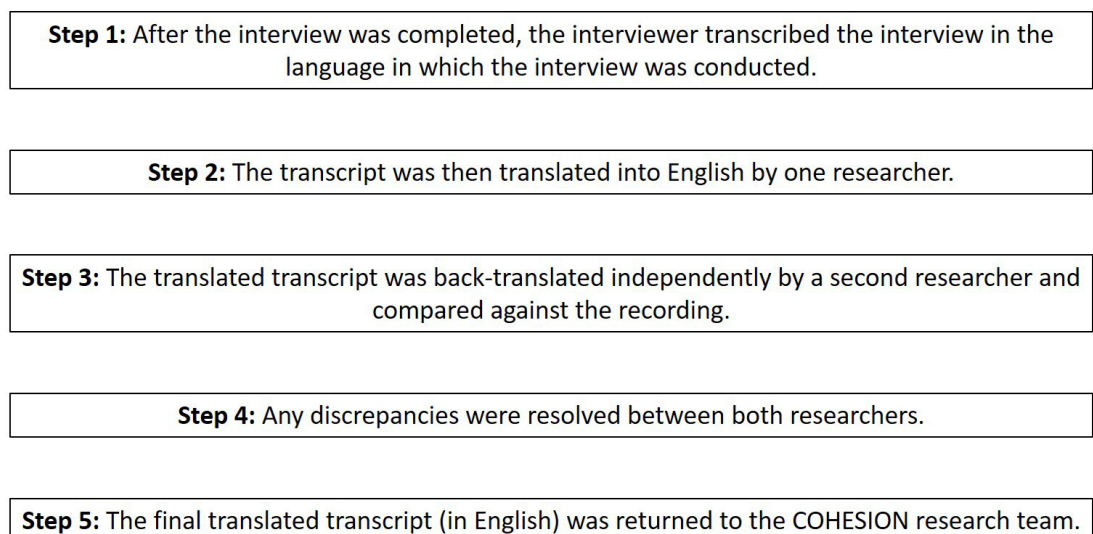 Step 1: After the interview was completed, the interviewer transcribed the interview in the
language in which the interview was conducted.
Step 2: The transcript was then translated into English by one researcher.
Step 3: The translated transcript was back-translated independently by a second researcher and
compared against the recording.
Step 4: Any discrepancies were resolved between both researchers.
Step 5: The final translated transcript (in English) was returned to the COHESION research team.